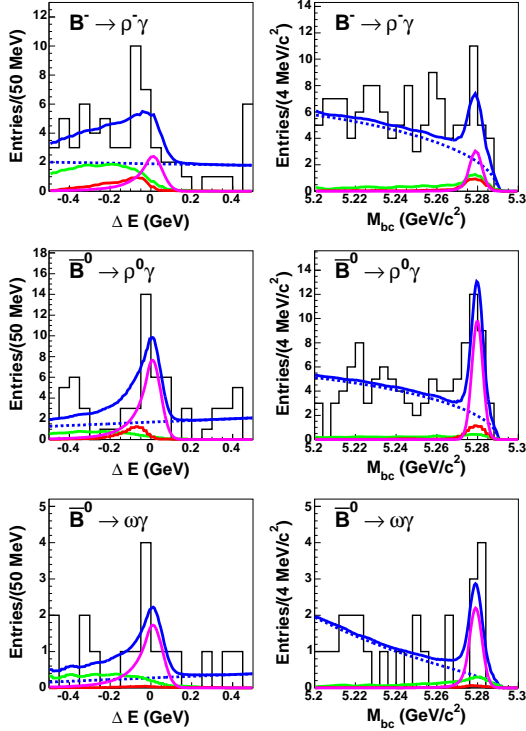 B⁻ → ρ⁻γ
Entries/(50 MeV)
12
10
8
6
4
2
0
-0.4 -0.2 0 0.2 0.4
Δ E (GeV)
B⁻ → ρ⁻γ
Entries/(4 MeV/c²)
14
12
10
8
6
4
2
0
5.2 5.22 5.24 5.26 5.28 5.3
M_bc (GeV/c²)
B̅⁰ → ρ⁰γ
Entries/(50 MeV)
18
16
14
12
10
8
6
4
2
0
-0.4 -0.2 0 0.2 0.4
Δ E (GeV)
B̅⁰ → ρ⁰γ
Entries/(4 MeV/c²)
16
14
12
10
8
6
4
2
0
5.2 5.22 5.24 5.26 5.28 5.3
M_bc (GeV/c²)
B̅⁰ → ωγ
Entries/(50 MeV)
5
4
3
2
1
0
-0.4 -0.2 0 0.2 0.4
Δ E (GeV)
B̅⁰ → ωγ
Entries/(4 MeV/c²)
5
4
3
2
1
0
5.2 5.22 5.24 5.26 5.28 5.3
M_bc (GeV/c²)